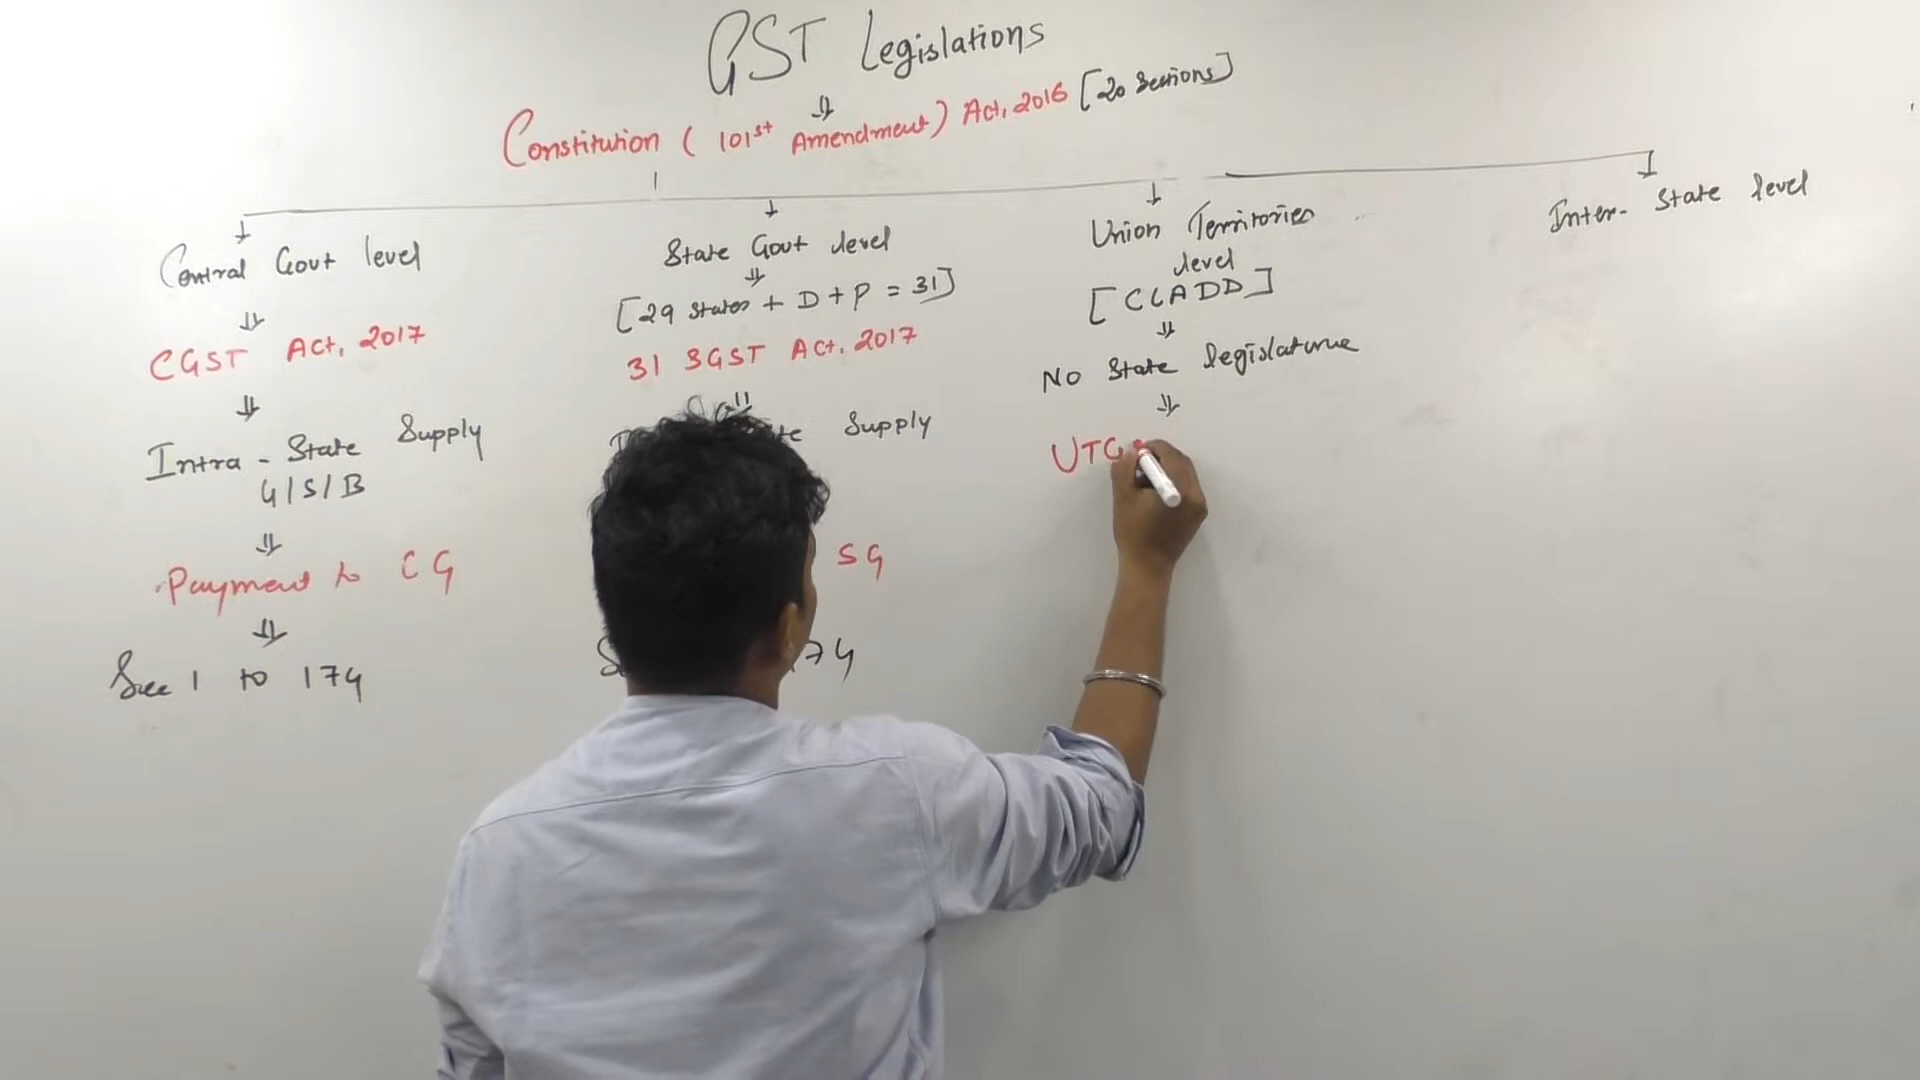 GST Legislations
Constitution ( 101st Amendment) Act, 2016 [20 Sections]
Central Govt level
CGST Act, 2017
Intra - State Supply
G/S/B
Payment to CG
Sec 1 to 174
State Govt level
[29 States + D + P = 31]
31 SGST Act, 2017
Supply
SG
74
Union Territories
level
[CLADD]
No State legislature
UTG
Inter- State level